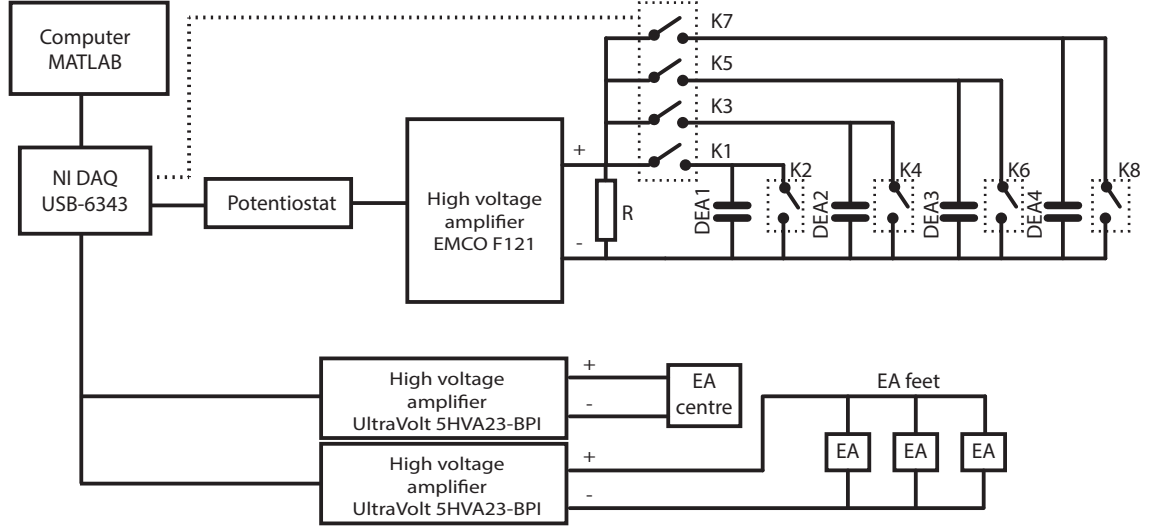 Computer
MATLAB
NI DAQ
USB-6343
Potentiostat
High voltage
amplifier
EMCO F121
+
-
R
K7
K5
K3
K1
K2
K4
K6
K8
DEA1
DEA2
DEA3
DEA4
High voltage
amplifier
UltraVolt 5HVA23-BPI
+
-
EA
centre
High voltage
amplifier
UltraVolt 5HVA23-BPI
+
-
EA feet
EA
EA
EA